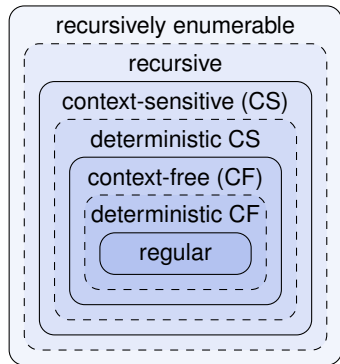 recursively enumerable
recursive
context-sensitive (CS)
deterministic CS
context-free (CF)
deterministic CF
regular